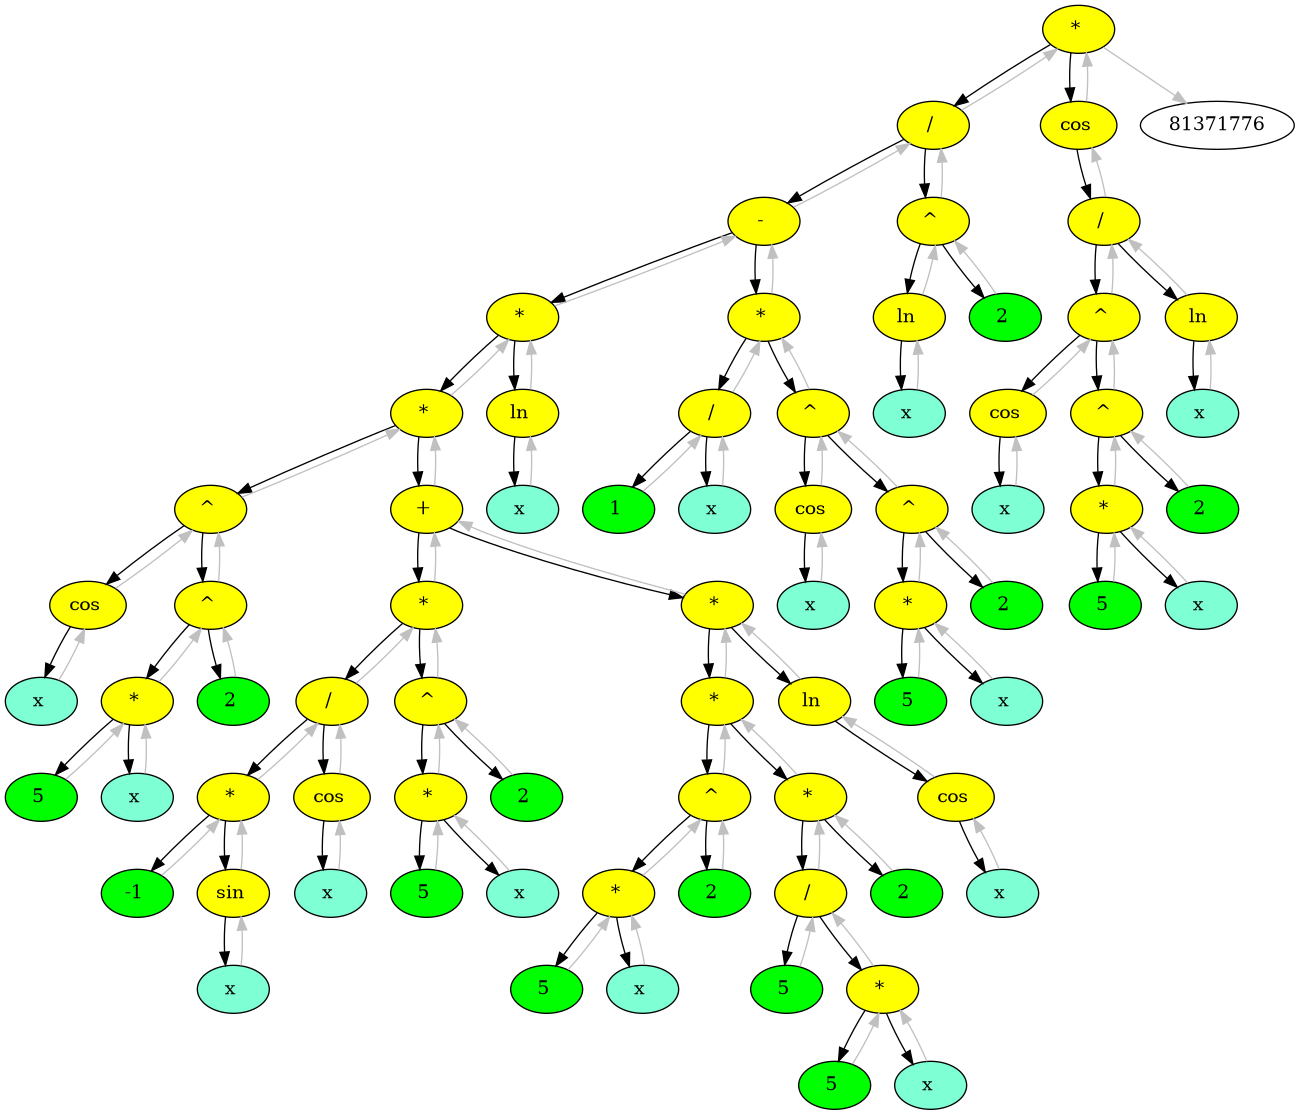 *
/ cos 81371776
- ^ /
* * ln 2 ^ ln
* ln / ^ x cos ^ x
^ + x 1 x cos ^ x * 2
cos ^ * * x * 2 5 x
x * 2 / ^ * ln 5 x
5 x * cos * 2 ^ * cos
-1 sin x 5 x * 2 / 2 x
x 5 x 5 *
5 x